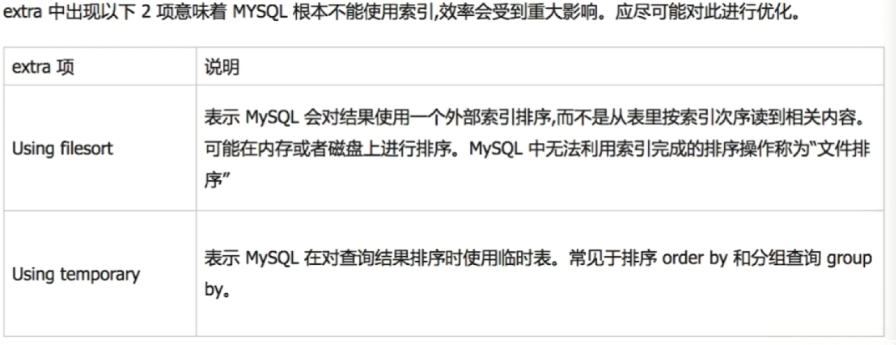 extra 中出现以下 2 项意味着 MYSQL 根本不能使用索引,效率会受到重大影响。应尽可能对此进行优化。
extra 项
说明
Using filesort
表示 MySQL 会对结果使用一个外部索引排序,而不是从表里按索引次序读到相关内容。
可能在内存或者磁盘上进行排序。MySQL 中无法利用索引完成的排序操作称为“文件排
序”
Using temporary
表示 MySQL 在对查询结果排序时使用临时表。常见于排序 order by 和分组查询 group
by。